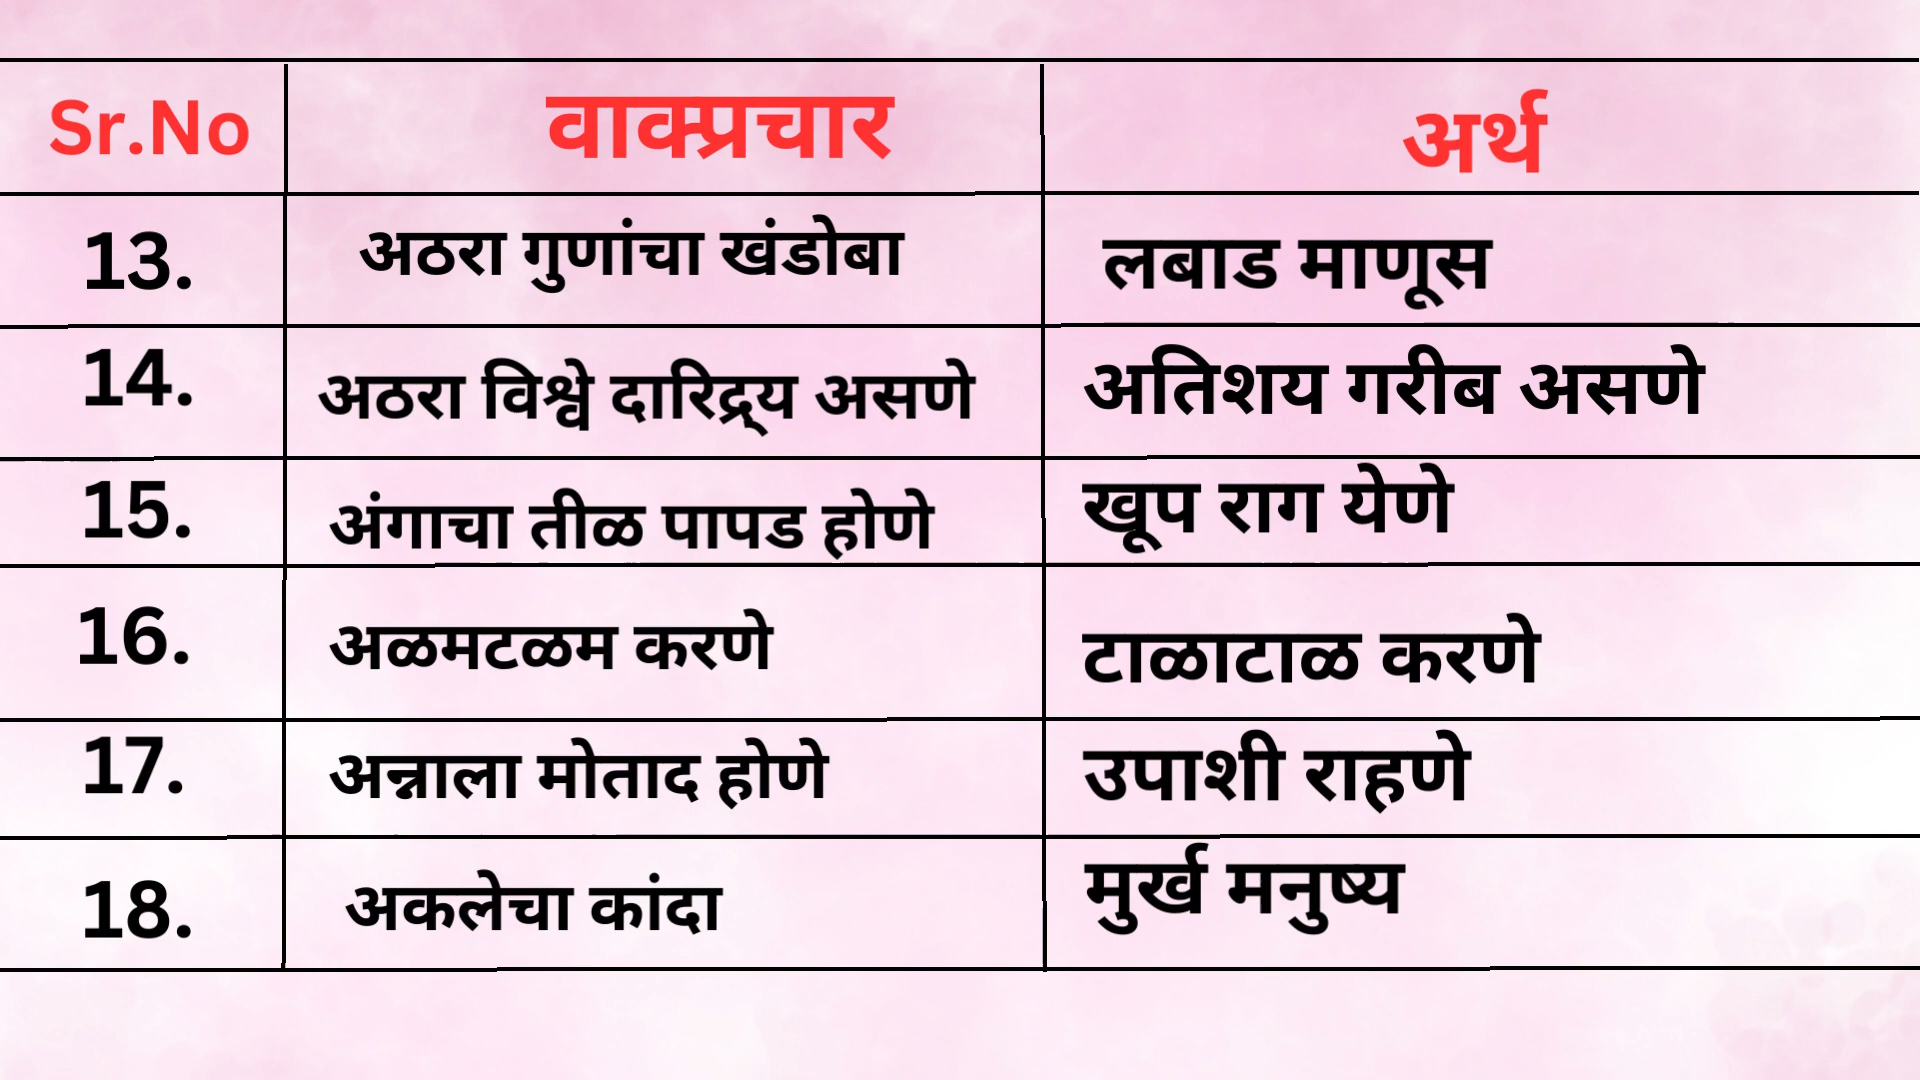 Sr.No वाक्प्रचार अर्थ
13. अठरा गुणांचा खंडोबा लबाड माणूस
14. अठरा विश्वे दारिद्र्य असणे अतिशय गरीब असणे
15. अंगाचा तीळ पापड होणे खूप राग येणे
16. अळमटळम करणे टाळाटाळ करणे
17. अन्नाला मोताद होणे उपाशी राहणे
18. अकलेचा कांदा मुर्ख मनुष्य